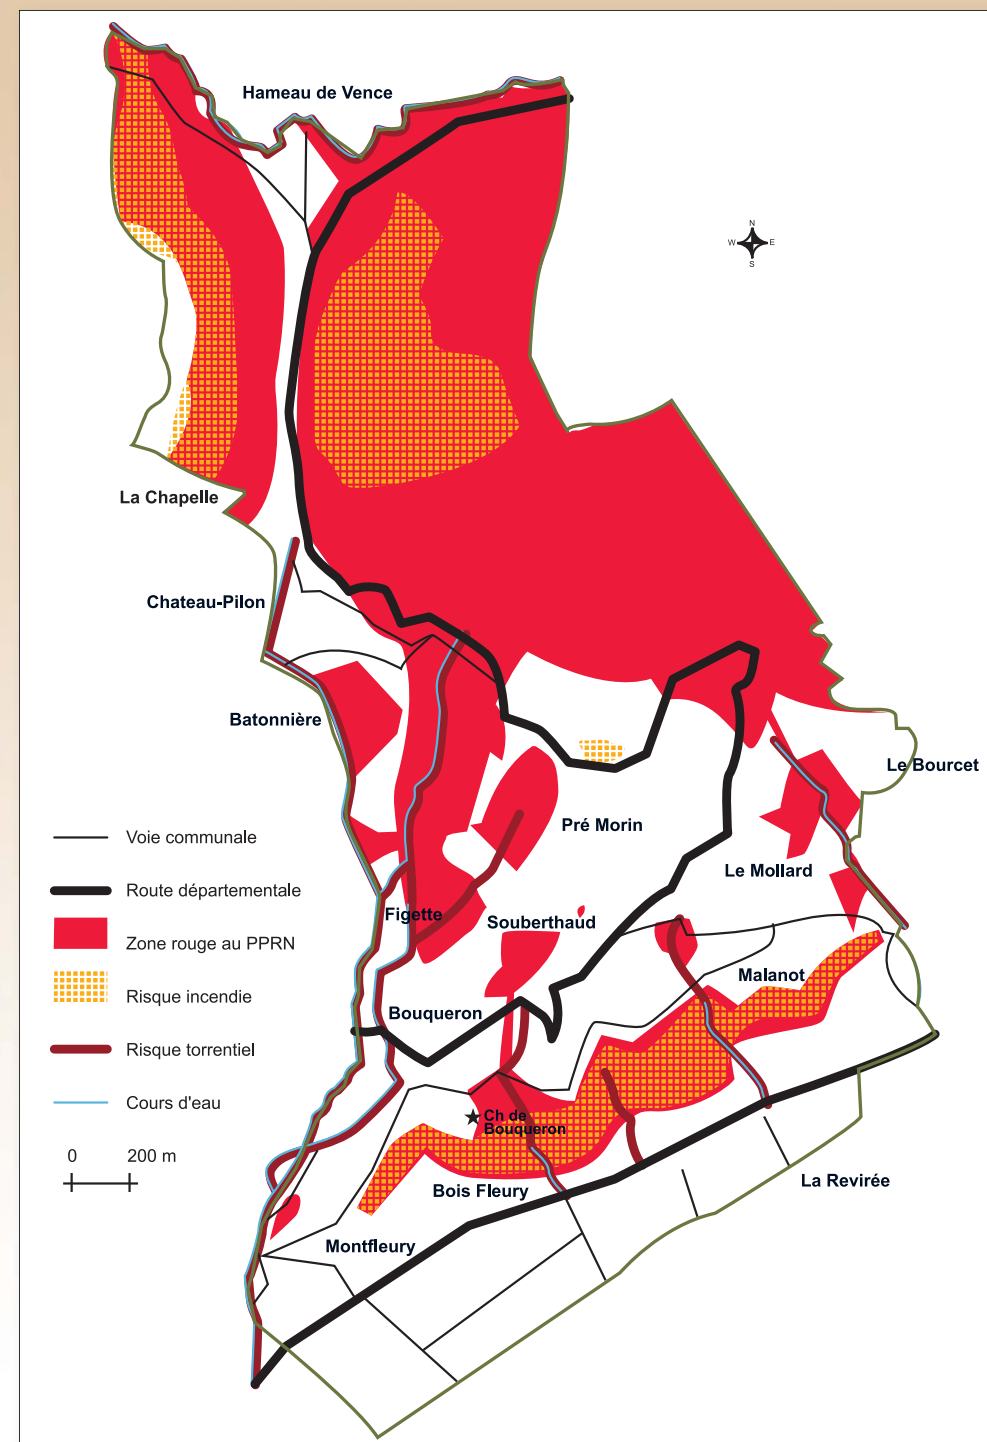 Hameau de Vence
N
W E
S
La Chapelle
Chateau-Pilon
Batonnière
Le Bourcet
Pré Morin
Le Mollard
Figette
Souberthaud
Malanot
Bouqueron
Ch de
Bouqueron
Bois Fleury
La Revirée
Montfleury
Voie communale
Route départementale
Zone rouge au PPRN
Risque incendie
Risque torrentiel
Cours d'eau
0 200 m